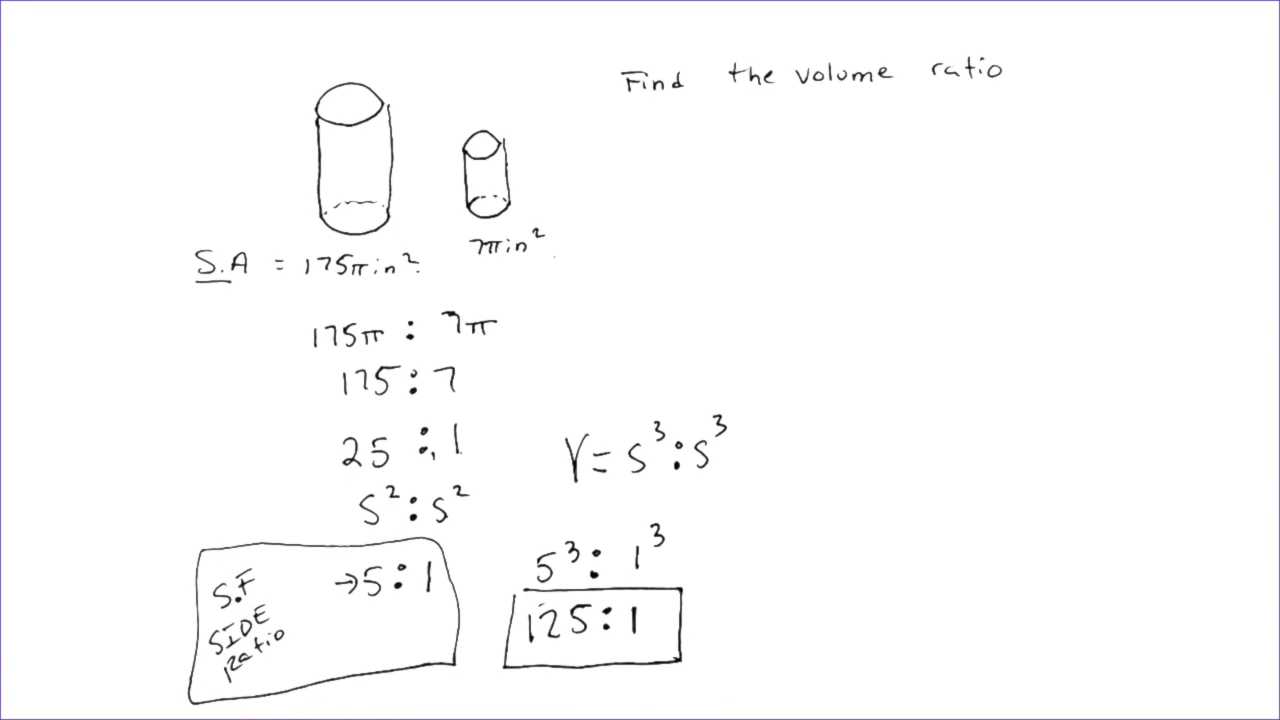 Find the volume ratio
S.A = 175π in².
7π in²
175π : 7π
175 : 7
25 : 1
s² : s²
S.F → 5 : 1
SIDE
ratio
V = s³ : s³
5³ : 1³
125 : 1